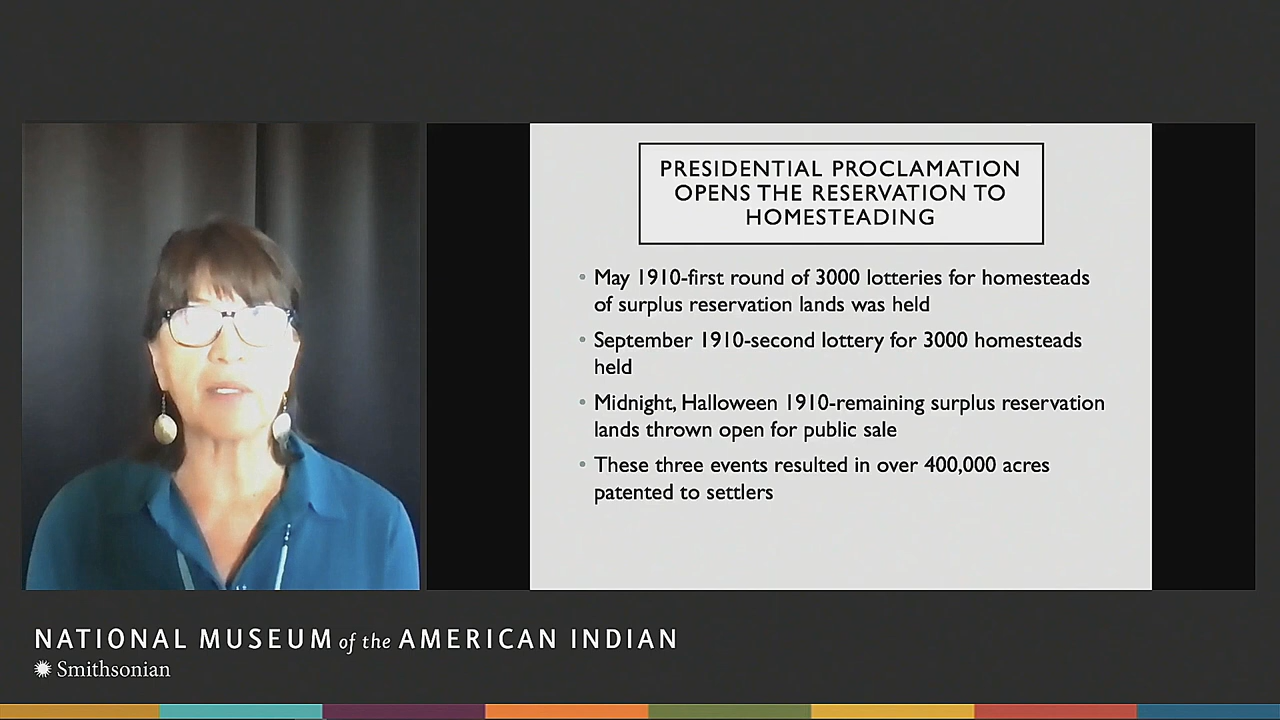 PRESIDENTIAL PROCLAMATION
OPENS THE RESERVATION TO
HOMESTEADING
• May 1910-first round of 3000 lotteries for homesteads
of surplus reservation lands was held
• September 1910-second lottery for 3000 homesteads
held
• Midnight, Halloween 1910-remaining surplus reservation
lands thrown open for public sale
• These three events resulted in over 400,000 acres
patented to settlers
NATIONAL MUSEUM of the AMERICAN INDIAN
Smithsonian